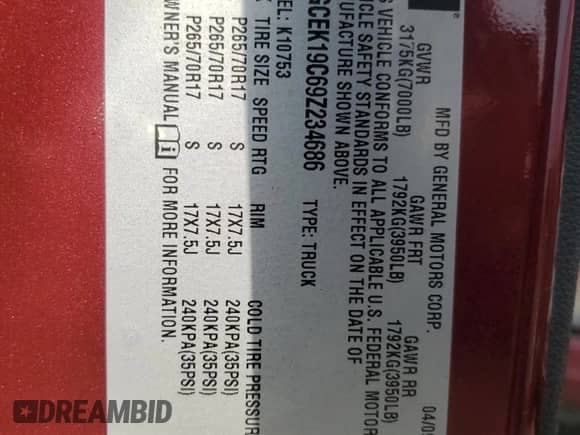 ®
MFD BY GENERAL MOTORS CORP. 04/0
GVWR GAWR FRT GAWR RR
3175KG(7000LB) 1792KG(3950LB) 1792KG(3950LB)
S VEHICLE CONFORMS TO ALL APPLICABLE U.S. FEDERAL MOTOR
ICLE SAFETY STANDARDS IN EFFECT ON THE DATE OF
UFACTURE SHOWN ABOVE.
GCEK19C69Z234686 TYPE: TRUCK
EL: K10753
TIRE SIZE SPEED RTG RIM COLD TIRE PRESSUR
P265/70R17 S 17X7.5J 240KPA(35PSI)
P265/70R17 S 17X7.5J 240KPA(35PSI)
P265/70R17 S 17X7.5J 240KPA(35PSI)
WNER'S MANUAL i FOR MORE INFORMATION.
DREAMBID